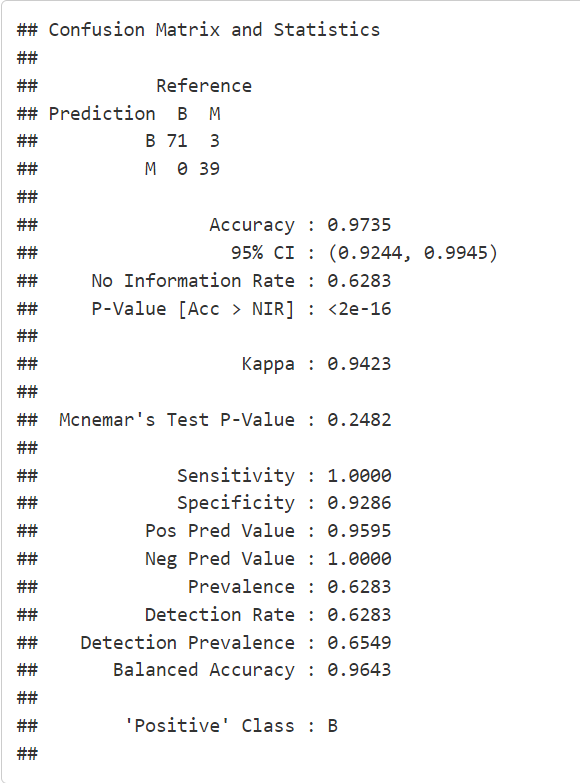 ## Confusion Matrix and Statistics
##
##           Reference
## Prediction  B  M
##          B 71  3
##          M  0 39
##
##                Accuracy : 0.9735
##                  95% CI : (0.9244, 0.9945)
##     No Information Rate : 0.6283
##     P-Value [Acc > NIR] : <2e-16
##
##                   Kappa : 0.9423
##
##  Mcnemar's Test P-Value : 0.2482
##
##             Sensitivity : 1.0000
##             Specificity : 0.9286
##          Pos Pred Value : 0.9595
##          Neg Pred Value : 1.0000
##              Prevalence : 0.6283
##          Detection Rate : 0.6283
##    Detection Prevalence : 0.6549
##       Balanced Accuracy : 0.9643
##
##        'Positive' Class : B
##